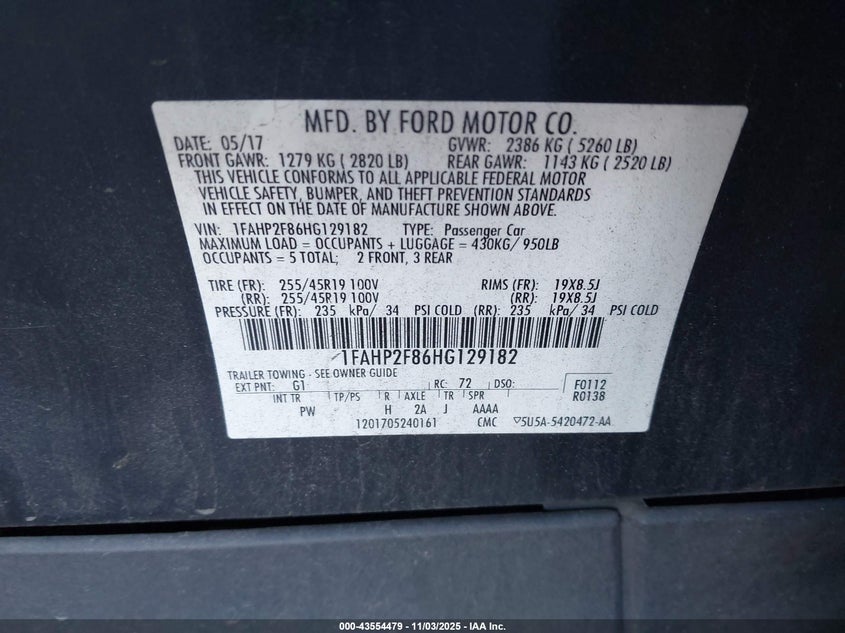 MFD. BY FORD MOTOR CO.
DATE: 05/17 GVWR: 2386 KG ( 5260 LB)
FRONT GAWR: 1279 KG ( 2820 LB) REAR GAWR: 1143 KG ( 2520 LB)
THIS VEHICLE CONFORMS TO ALL APPLICABLE FEDERAL MOTOR
VEHICLE SAFETY, BUMPER, AND THEFT PREVENTION STANDARDS
IN EFFECT ON THE DATE OF MANUFACTURE SHOWN ABOVE.
VIN: 1FAHP2F86HG129182 TYPE: Passenger Car
MAXIMUM LOAD = OCCUPANTS + LUGGAGE = 430KG/ 950LB
OCCUPANTS = 5 TOTAL; 2 FRONT, 3 REAR
TIRE (FR): 255/45R19 100V RIMS (FR): 19X8.5J
(RR): 255/45R19 100V (RR): 19X8.5J
PRESSURE (FR): 235 kPa/ 34 PSI COLD (RR): 235 kPa/ 34 PSI COLD
1FAHP2F86HG129182
TRAILER TOWING - SEE OWNER GUIDE
EXT PNT: G1 RC: 72 DSO: F0112
INT TR TP/PS R AXLE TR SPR R0138
PW H 2A J AAAA
1201705240161 CMC 5U5A-5420472-AA
000-43554479 - 11/03/2025 - IAA Inc.